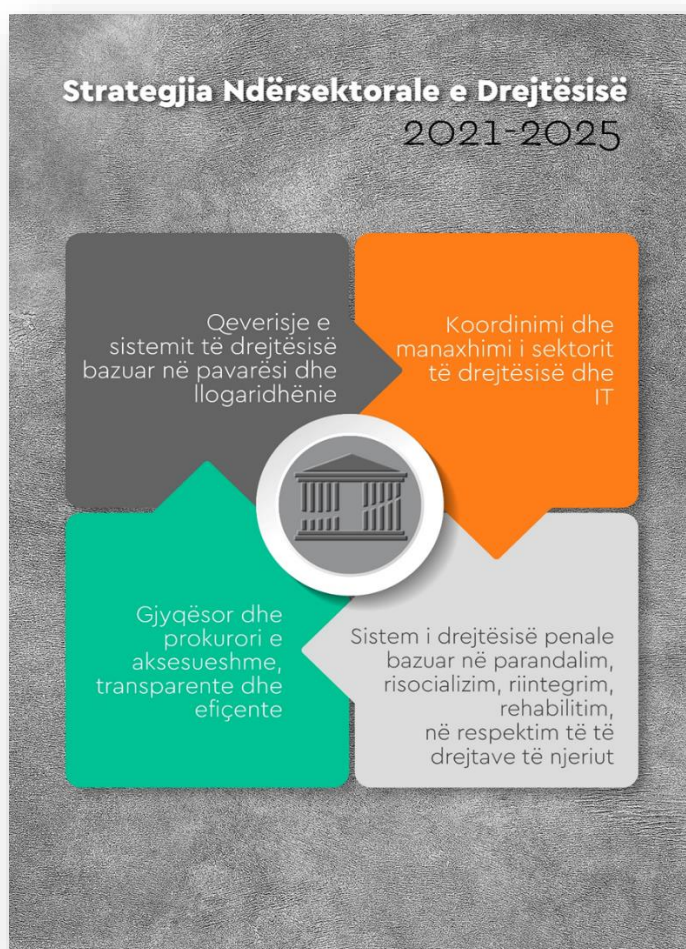 Strategjia Ndërsektorale e Drejtësisë
2021-2025
Qeverisje e
sistemit të drejtësisë
bazuar në pavarësi dhe
llogaridhënie
Koordinimi dhe
manaxhimi i sektorit
të drejtësisë dhe
IT
Gjyqësor dhe
prokurori e
aksesueshme,
transparente dhe
efiçente
Sistem i drejtësisë penale
bazuar në parandalim,
risocializim, riintegrim,
rehabilitim,
në respektim të të
drejtave të njeriut